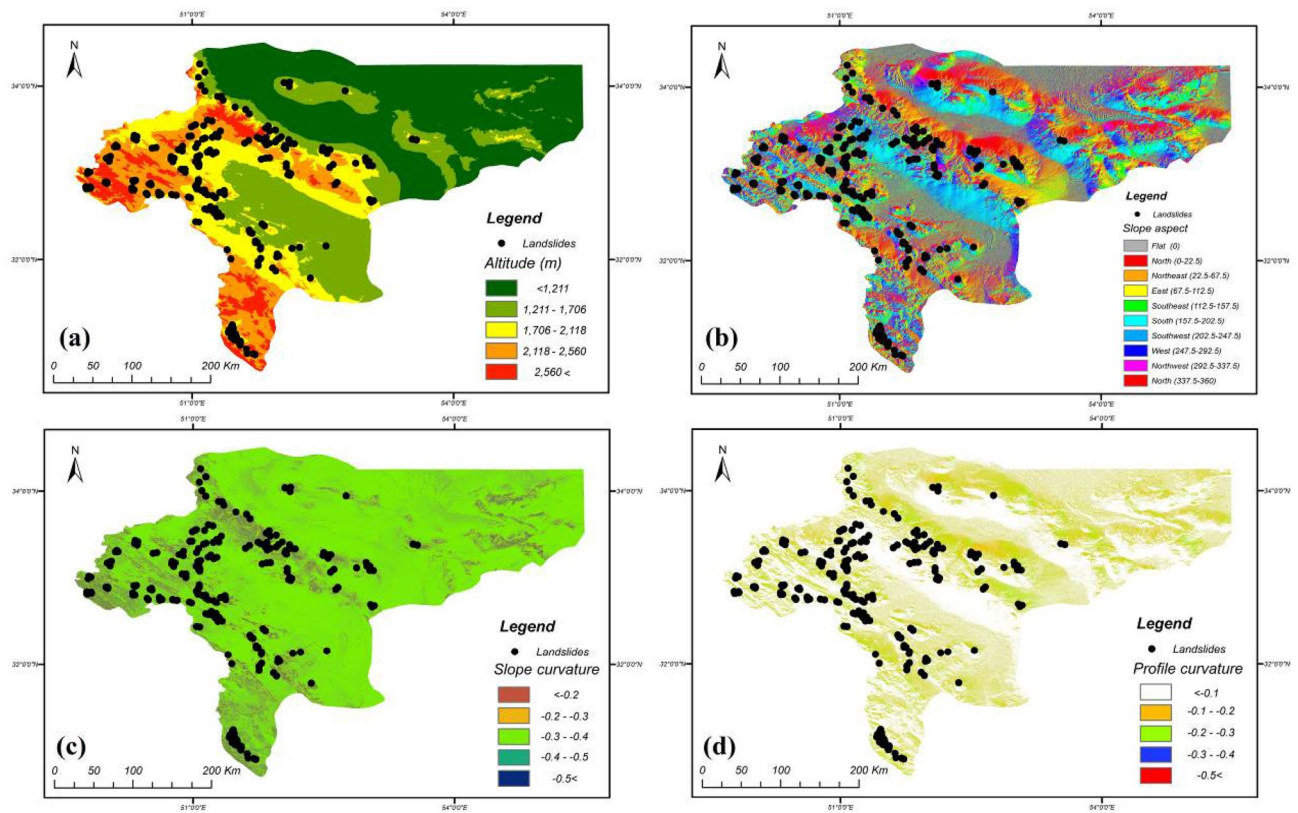 51°0'0"E 54°0'0"E
N
34°0'0"N
32°0'0"N
(a)
Legend
Landslides
Altitude (m)
<1,211
1,211 - 1,706
1,706 - 2,118
2,118 - 2,560
2,560 <
0 50 100 200 Km
51°0'0"E 54°0'0"E
51°0'0"E 54°0'0"E
N
34°0'0"N
32°0'0"N
(b)
Legend
Landslides
Slope aspect
Flat (0)
North (0-22.5)
Northeast (22.5-67.5)
East (67.5-112.5)
Southeast (112.5-157.5)
South (157.5-202.5)
Southwest (202.5-247.5)
West (247.5-292.5)
Northwest (292.5-337.5)
North (337.5-360)
0 50 100 200 Km
51°0'0"E 54°0'0"E
N
34°0'0"N
32°0'0"N
(c)
Legend
Landslides
Slope curvature
<-0.2
-0.2 - -0.3
-0.3 - -0.4
-0.4 - -0.5
-0.5<
0 50 100 200 Km
51°0'0"E 54°0'0"E
N
34°0'0"N
32°0'0"N
(d)
Legend
Landslides
Profile curvature
<-0.1
-0.1 - -0.2
-0.2 - -0.3
-0.3 - -0.4
-0.5<
0 50 100 200 Km
51°0'0"E 54°0'0"E